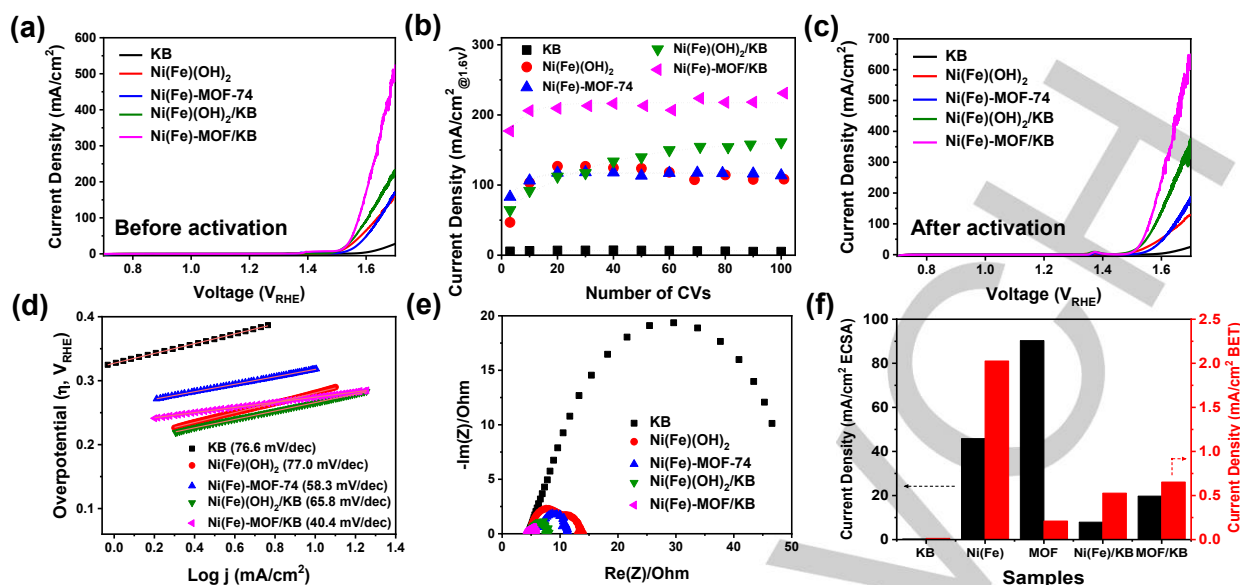 (a)
600
500
400
300
200
100
0
Current Density (mA/cm²)
KB
Ni(Fe)(OH)₂
Ni(Fe)-MOF-74
Ni(Fe)(OH)₂/KB
Ni(Fe)-MOF/KB
Before activation
0.8 1.0 1.2 1.4 1.6
Voltage (V_RHE)
(b)
300
200
100
0
Current Density (mA/cm²@1.6V)
KB
Ni(Fe)(OH)₂
Ni(Fe)-MOF-74
Ni(Fe)(OH)₂/KB
Ni(Fe)-MOF/KB
0 20 40 60 80 100
Number of CVs
(c)
700
600
500
400
300
200
100
0
Current Density (mA/cm²)
KB
Ni(Fe)(OH)₂
Ni(Fe)-MOF-74
Ni(Fe)(OH)₂/KB
Ni(Fe)-MOF/KB
After activation
0.8 1.0 1.2 1.4 1.6
Voltage (V_RHE)
(d)
0.4
0.3
0.2
0.1
Overpotential (η, V_RHE)
KB (76.6 mV/dec)
Ni(Fe)(OH)₂ (77.0 mV/dec)
Ni(Fe)-MOF-74 (58.3 mV/dec)
Ni(Fe)(OH)₂/KB (65.8 mV/dec)
Ni(Fe)-MOF/KB (40.4 mV/dec)
0.0 0.2 0.4 0.6 0.8 1.0 1.2 1.4
Log j (mA/cm²)
(e)
20
15
10
5
0
-Im(Z)/Ohm
KB
Ni(Fe)(OH)₂
Ni(Fe)-MOF-74
Ni(Fe)(OH)₂/KB
Ni(Fe)-MOF/KB
0 10 20 30 40 50
Re(Z)/Ohm
(f)
100
80
60
40
20
0
Current Density (mA/cm² ECSA)
2.5
2.0
1.5
1.0
0.5
0.0
Current Density (mA/cm² BET)
KB Ni(Fe) MOF Ni(Fe)/KB MOF/KB
Samples
VCH